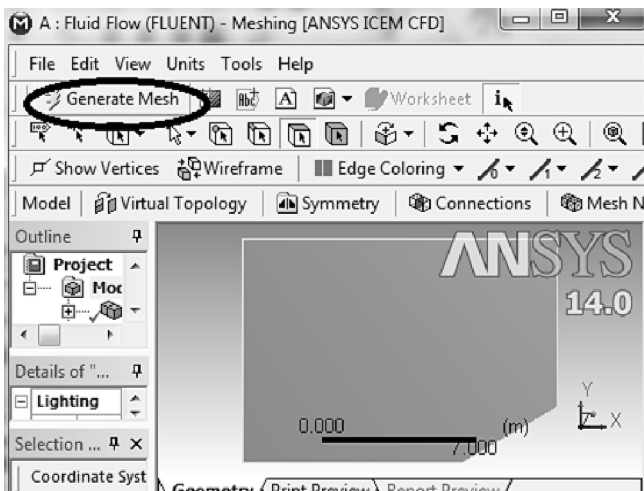 A : Fluid Flow (FLUENT) - Meshing [ANSYS ICEM CFD]
File Edit View Units Tools Help
Generate Mesh Worksheet
Show Vertices Wireframe Edge Coloring
Model Virtual Topology Symmetry Connections Mesh N
Outline
Project
Moc
Details of "...
Lighting
Selection ...
Coordinate Syst
ANSYS
14.0
Y
X
0.000 (m)
7.000
Geometry Print Preview Report Preview